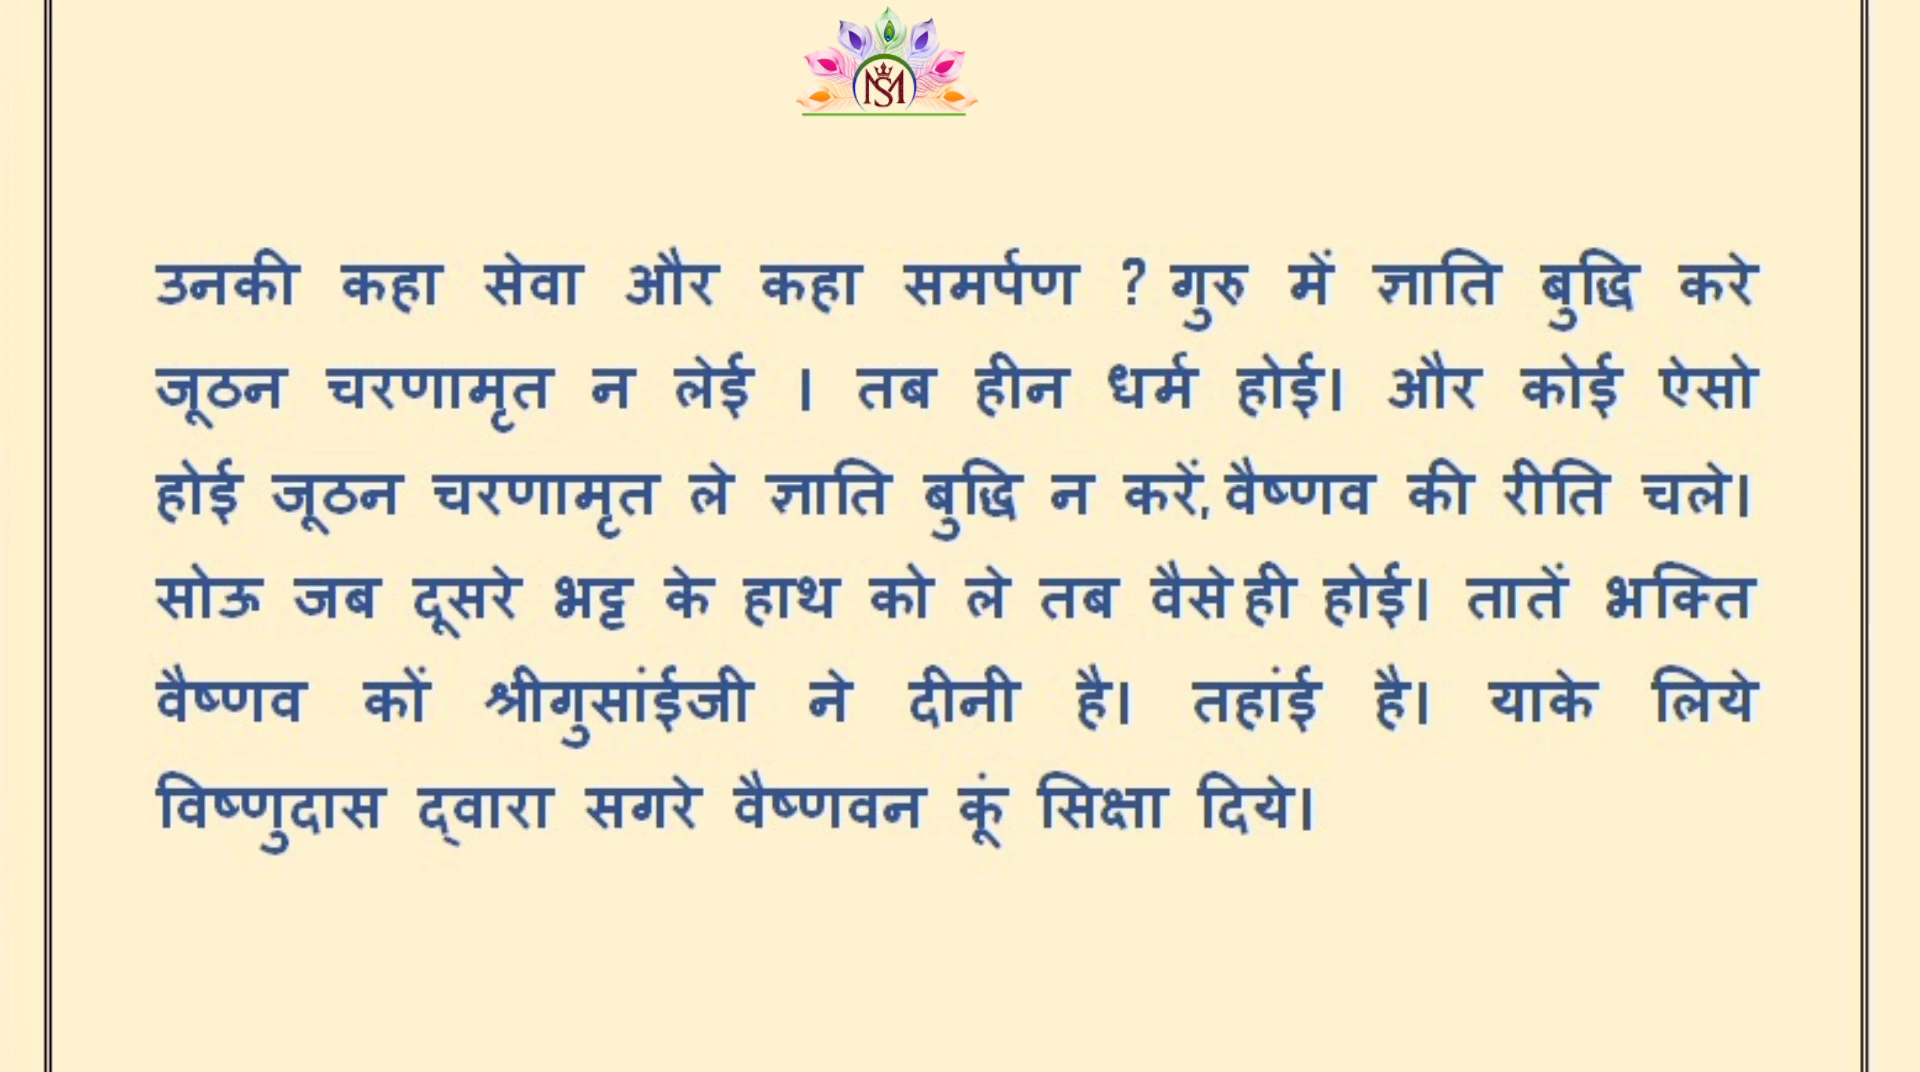 उनकी कहा सेवा और कहा समर्पण ? गुरु में ज्ञाति बुद्धि करे
जूठन चरणामृत न लेई । तब हीन धर्म होई। और कोई ऐसो
होई जूठन चरणामृत ले ज्ञाति बुद्धि न करें, वैष्णव की रीति चले।
सोऊ जब दूसरे भट्ट के हाथ को ले तब वैसे ही होई। तातें भक्ति
वैष्णव कों श्रीगुसांईजी ने दीनी है। तहांई है। याके लिये
विष्णुदास द्वारा सगरे वैष्णवन कूं सिक्षा दिये।